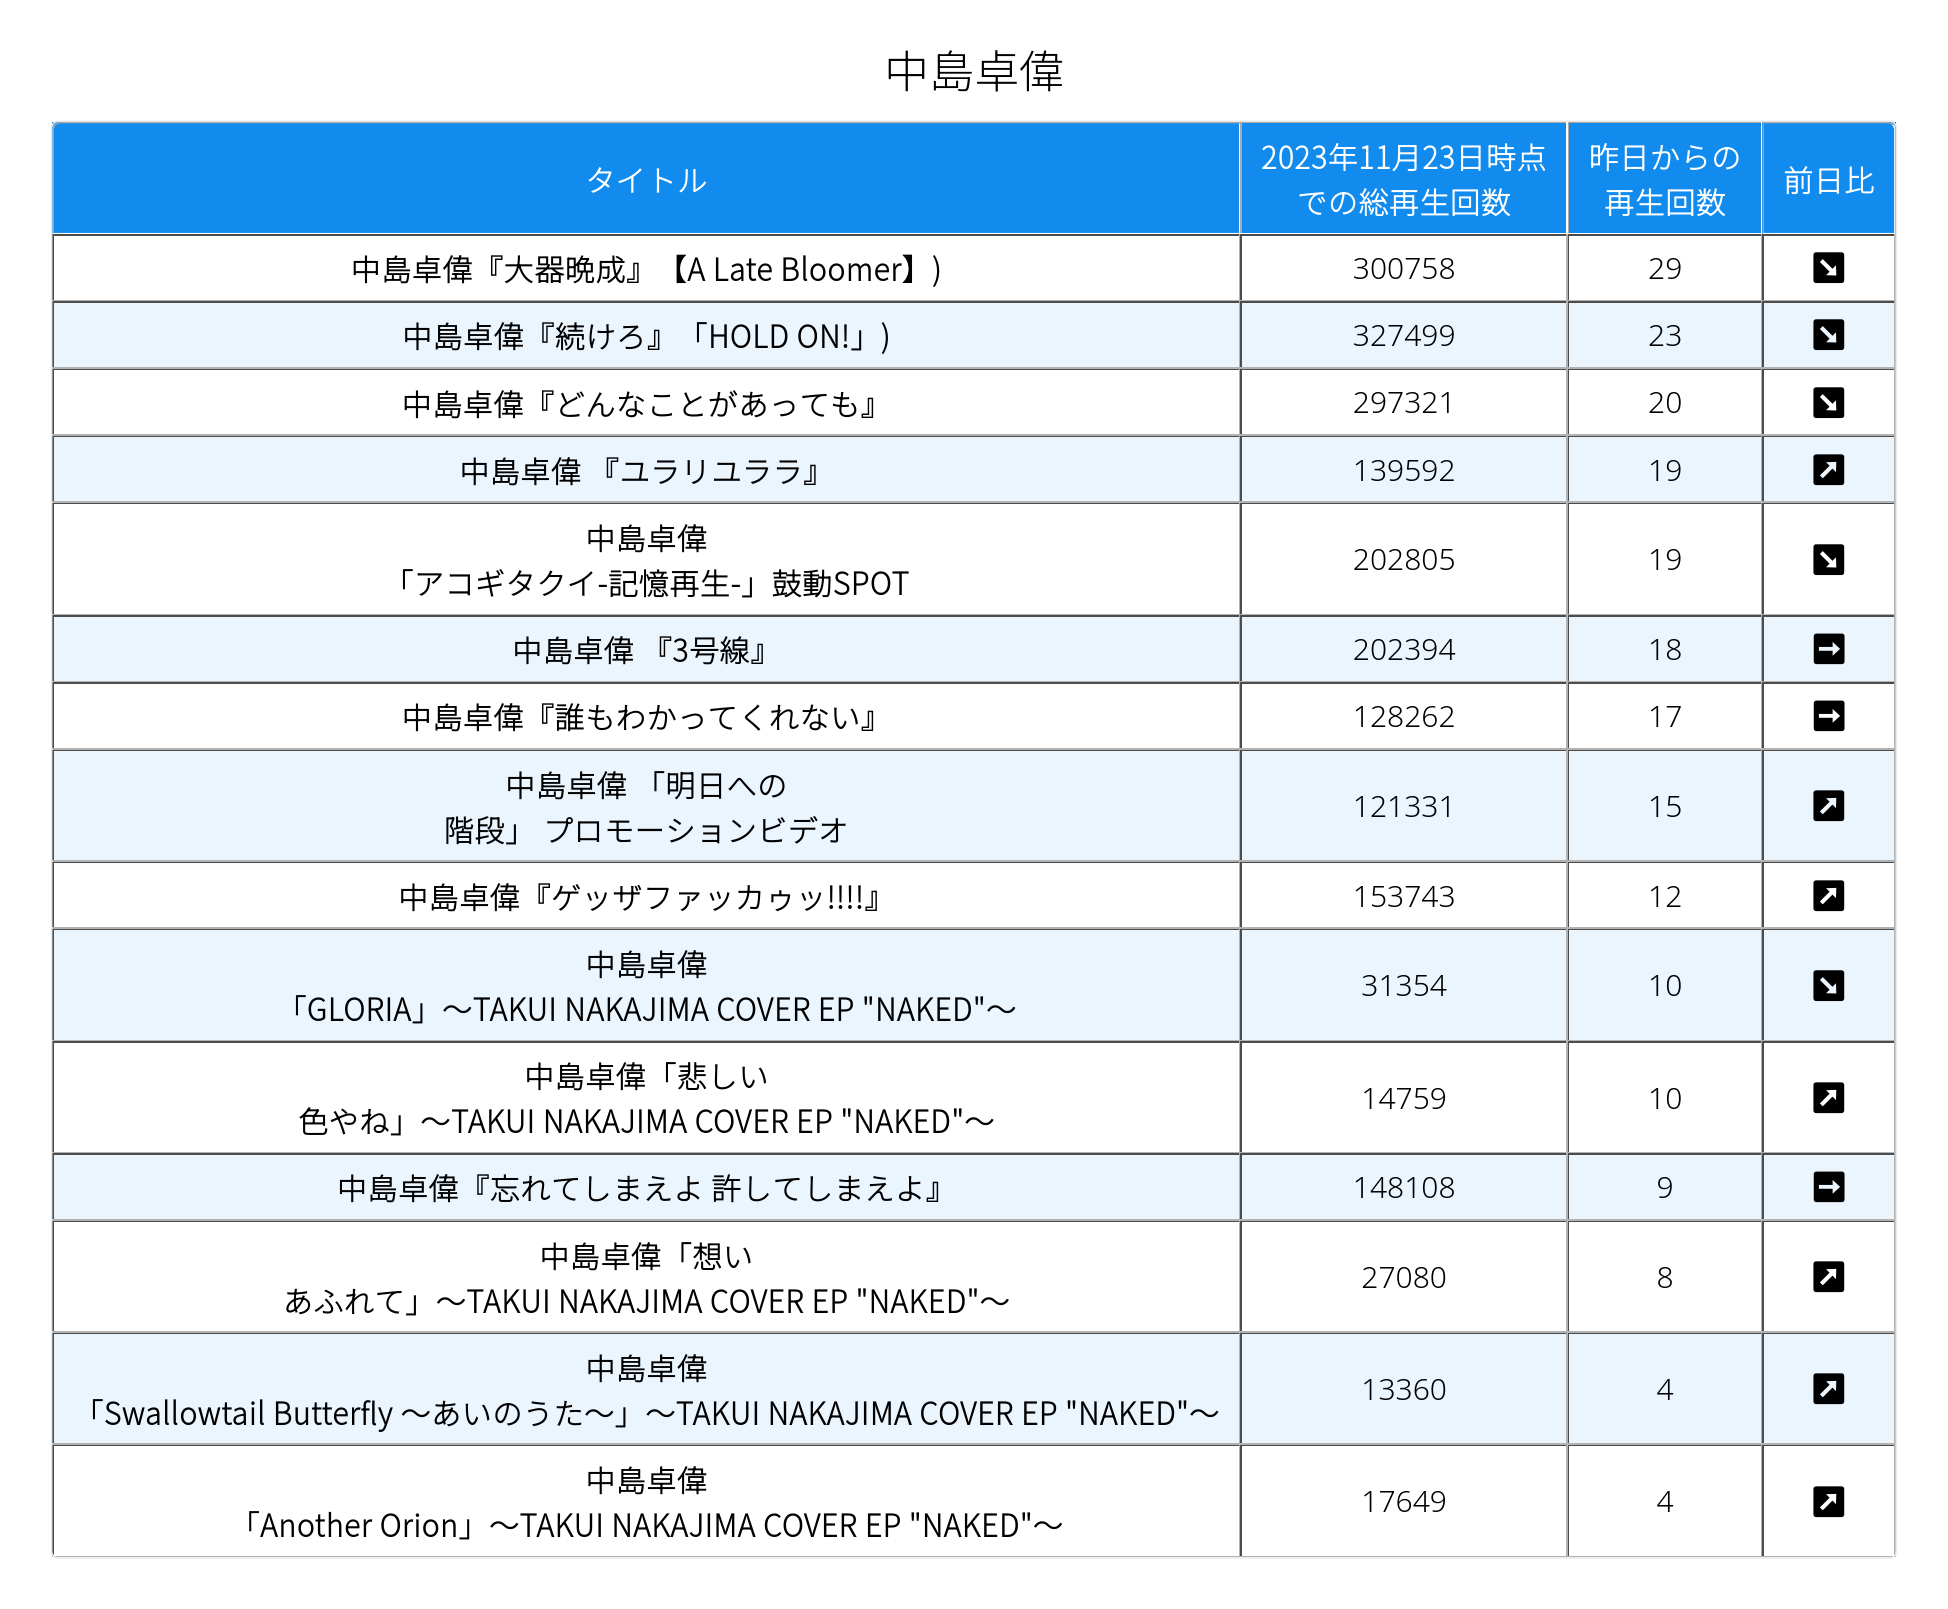 中島卓偉
タイトル
2023年11月23日時点
での総再生回数
昨日からの
再生回数
前日比
中島卓偉『大器晩成』【A Late Bloomer】)
300758
29
中島卓偉『続けろ』「HOLD ON!」)
327499
23
中島卓偉『どんなことがあっても』
297321
20
中島卓偉 『ユラリユララ』
139592
19
中島卓偉
「アコギタクイ-記憶再生-」鼓動SPOT
202805
19
中島卓偉 『3号線』
202394
18
中島卓偉『誰もわかってくれない』
128262
17
中島卓偉 「明日への
階段」 プロモーションビデオ
121331
15
中島卓偉『ゲッザファッカゥッ!!!!』
153743
12
中島卓偉
「GLORIA」～TAKUI NAKAJIMA COVER EP "NAKED"～
31354
10
中島卓偉「悲しい
色やね」～TAKUI NAKAJIMA COVER EP "NAKED"～
14759
10
中島卓偉『忘れてしまえよ 許してしまえよ』
148108
9
中島卓偉「想い
あふれて」～TAKUI NAKAJIMA COVER EP "NAKED"～
27080
8
中島卓偉
「Swallowtail Butterfly ～あいのうた～」～TAKUI NAKAJIMA COVER EP "NAKED"～
13360
4
中島卓偉
「Another Orion」～TAKUI NAKAJIMA COVER EP "NAKED"～
17649
4